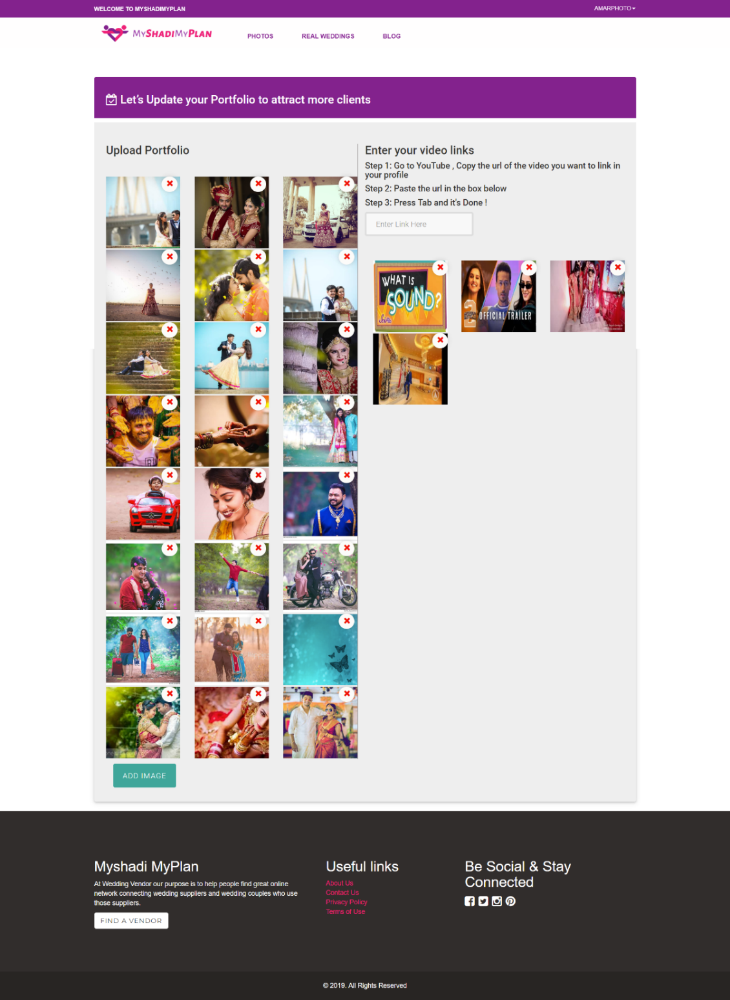 WELCOME TO MYSHADIMYPLAN
AMARPHOTO
MYSHADIMYPLAN
PHOTOS
REAL WEDDINGS
BLOG
Let's Update your Portfolio to attract more clients
Upload Portfolio
Enter your video links
Step 1: Go to YouTube , Copy the url of the video you want to link in
your profile
Step 2: Paste the url in the box below
Step 3: Press Tab and it's Done !
Enter Link Here
WHAT IS
SOUND?
2
OFFICIAL TRAILER
ADD IMAGE
Myshadi MyPlan
At Wedding Vendor our purpose is to help people find great online
network connecting wedding suppliers and wedding couples who use
those suppliers.
FIND A VENDOR
Useful links
About Us
Contact Us
Privacy Policy
Terms of Use
Be Social & Stay
Connected
© 2019. All Rights Reserved